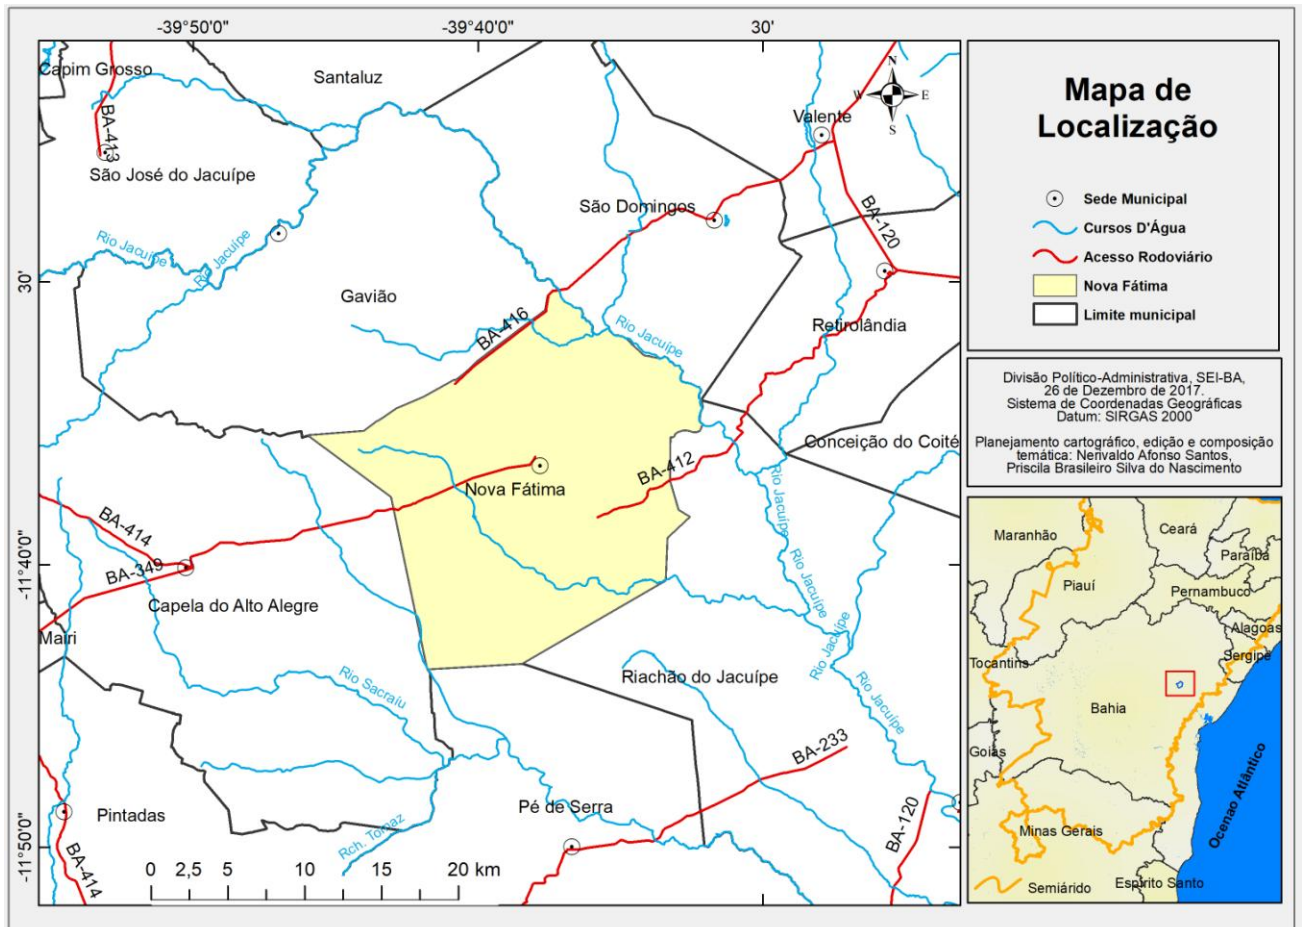 -39°50'0"
-39°40'0"
30'
Capim Grosso
Santaluz
BA-413
Valente
N
W
E
S
São José do Jacuípe
São Domingos
BA-120
Rio Jacuípe
Rio Jacuípe
30'
Gavião
BA-416
Rio Jacuípe
Retirolândia
Conceição do Coité
BA-412
Nova Fátima
Rio Jacuípe
BA-414
-11°40'0"
BA-349
Rio Jacuípe
Capela do Alto Alegre
Mairi
Rio Jacuípe
Riachão do Jacuípe
Rio Sacraíu
Rio Jacuípe
BA-233
Pintadas
Pé de Serra
BA-120
Rch. Tomaz
-11°50'0"
BA-414
0 2,5 5 10 15 20 km
Mapa de
Localização
Sede Municipal
Cursos D'Água
Acesso Rodoviário
Nova Fátima
Limite municipal
Divisão Político-Administrativa, SEI-BA,
26 de Dezembro de 2017.
Sistema de Coordenadas Geográficas
Datum: SIRGAS 2000
Planejamento cartográfico, edição e composição
temática: Nerivaldo Afonso Santos,
Priscila Brasileiro Silva do Nascimento
Maranhão
Ceará
Paraíba
Piauí
Pernambuco
Alagoas
Sergipe
Tocantins
Bahia
Goiás
Ocenao Atlântico
Minas Gerais
Espírito Santo
Semiárido